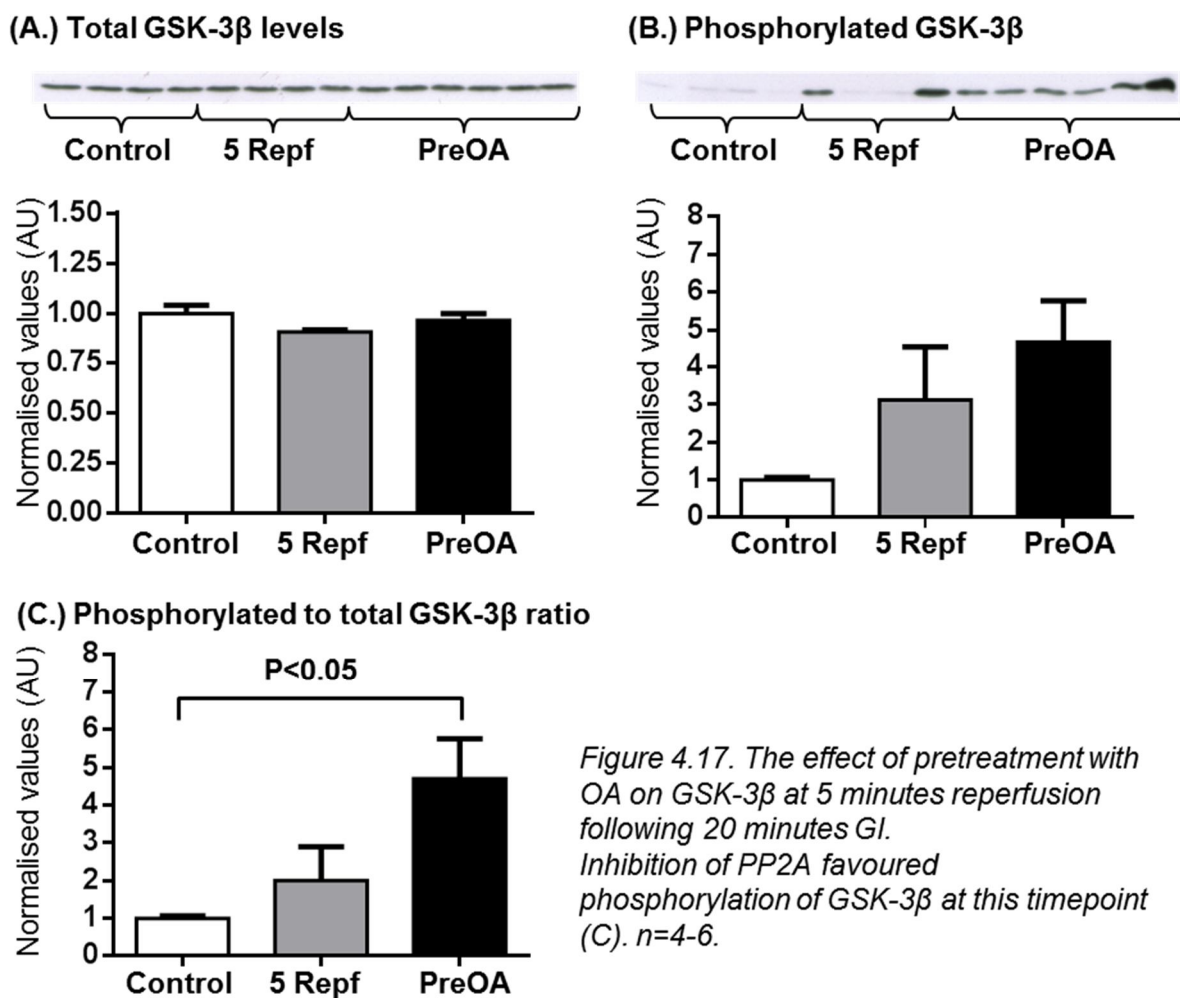 (A.) Total GSK-3β levels
Control 5 Repf PreOA
Normalised values (AU)
1.50
1.25
1.00
0.75
0.50
0.25
0.00
Control 5 Repf PreOA
(B.) Phosphorylated GSK-3β
Control 5 Repf PreOA
Normalised values (AU)
8
7
6
5
4
3
2
1
0
Control 5 Repf PreOA
(C.) Phosphorylated to total GSK-3β ratio
Normalised values (AU)
8
7
6
5
4
3
2
1
0
P<0.05
Control 5 Repf PreOA
Figure 4.17. The effect of pretreatment with
OA on GSK-3β at 5 minutes reperfusion
following 20 minutes GI.
Inhibition of PP2A favoured
phosphorylation of GSK-3β at this timepoint
(C). n=4-6.